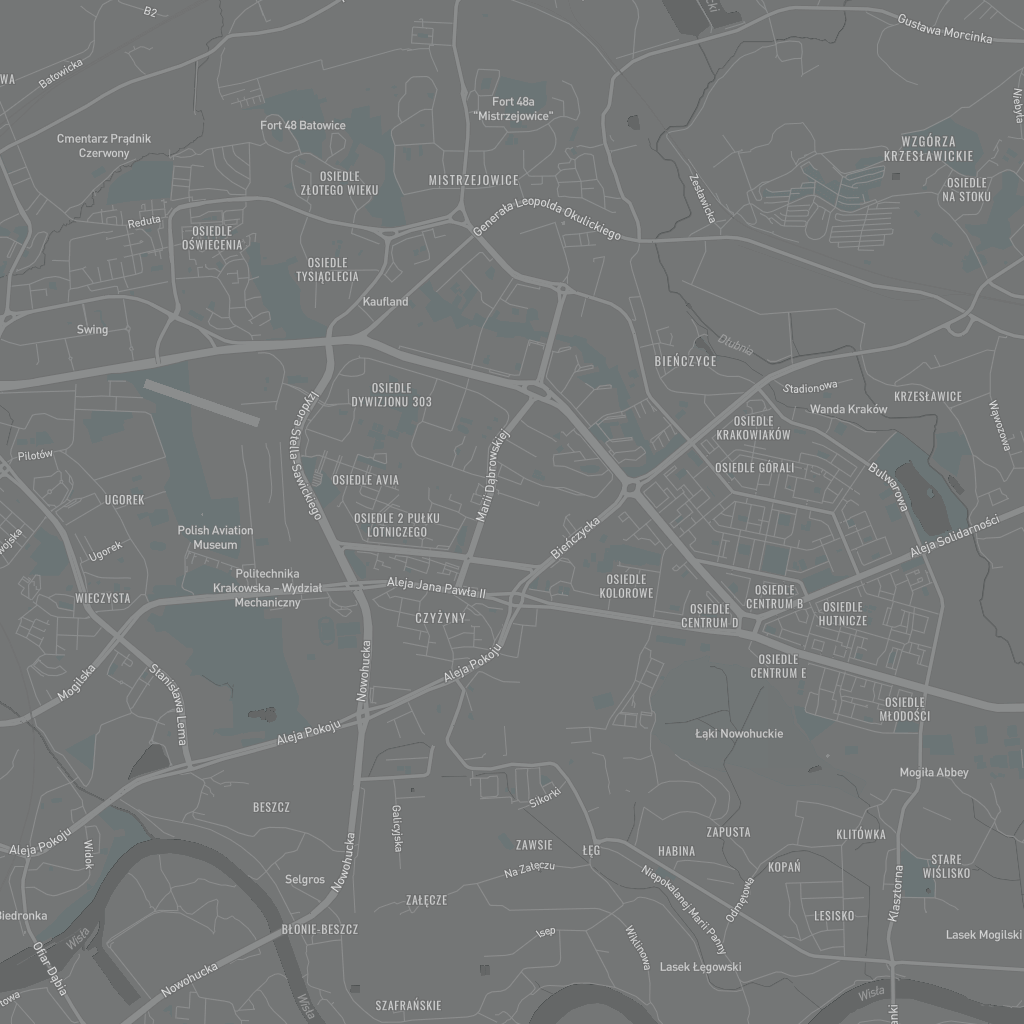 B2
Gustawa Morcinka
Batowicka
WA
Niebyła
Fort 48a
"Mistrzejowice"
Fort 48 Batowice
Cmentarz Prądnik
Czerwony
WZGÓRZA
KRZESŁAWICKIE
OSIEDLE
ZŁOTEGO WIEKU
MISTRZEJOWICE
OSIEDLE
NA STOKU
Zesławicka
Reduta
Generała Leopolda Okulickiego
OSIEDLE
OŚWIECENIA
OSIEDLE
TYSIĄCLECIA
Kaufland
Swing
Dłubnia
BIEŃCZYCE
OSIEDLE
DYWIZJONU 303
Stadionowa
KRZESŁAWICE
Wanda Kraków
Wąwozowa
Izydora Stella-Sawickiego
OSIEDLE
KRAKOWIAKÓW
Pilotów
Marii Dąbrowskiej
OSIEDLE GÓRALI
OSIEDLE AVIA
Bulwarowa
UGOREK
OSIEDLE 2 PUŁKU
LOTNICZEGO
Polish Aviation
Museum
Aleja Solidarności
Bieńczycka
Ugorek
Politechnika
Krakowska – Wydział
Mechaniczny
Aleja Jana Pawła II
OSIEDLE
KOLOROWE
WIECZYSTA
OSIEDLE
CENTRUM B
OSIEDLE
CENTRUM D
OSIEDLE
HUTNICZE
CZYŻYNY
Nowohucka
Aleja Pokoju
Mogilska
Stanisława Lema
OSIEDLE
CENTRUM E
OSIEDLE
MŁODOŚCI
Aleja Pokoju
Łąki Nowohuckie
Mogiła Abbey
BESZCZ
Sikorki
Galicyjska
Aleja Pokoju
Widok
ZAWSIE
ŁĘG
HABINA
ZAPUSTA
KLITÓWKA
Nowohucka
Na Załęczu
KOPAŃ
STARE
WIŚLISKO
Selgros
Niepokalanej Marii Panny
Odmętowa
Klasztorna
ZAŁĘCZE
Biedronka
LESISKO
BŁONIE-BESZCZ
Wisła
Isep
Wiklinowa
Lasek Mogilski
Ofiar Dąbia
Nowohucka
Lasek Łęgowski
Wisła
Wisła
SZAFRAŃSKIE